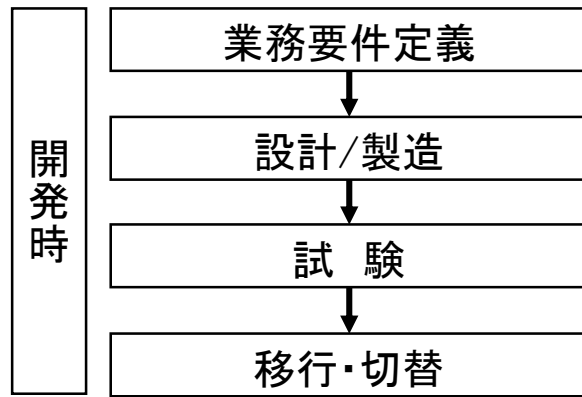 開発時
業務要件定義
設計/製造
試　験
移行・切替